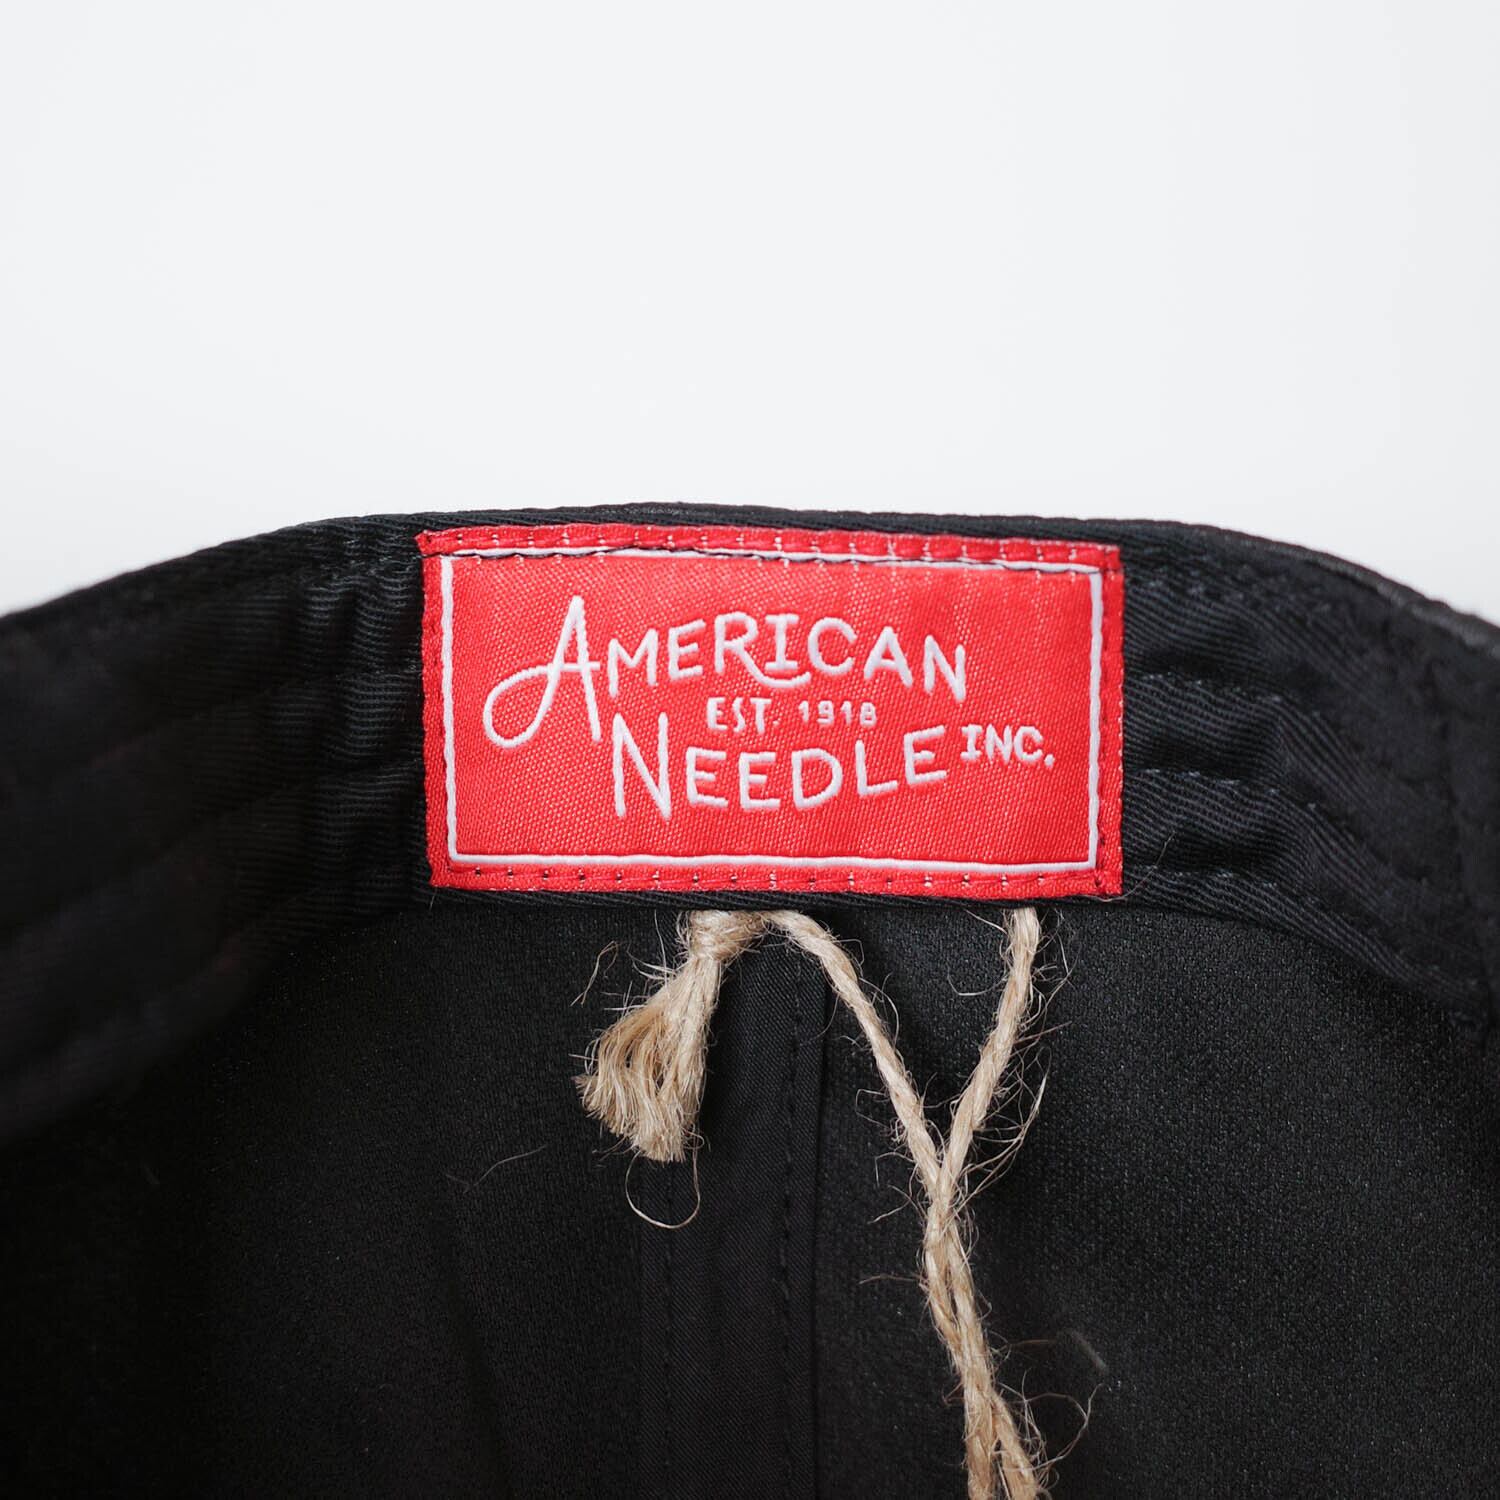 AMERICAN
EST. 1918
NEEDLE INC.